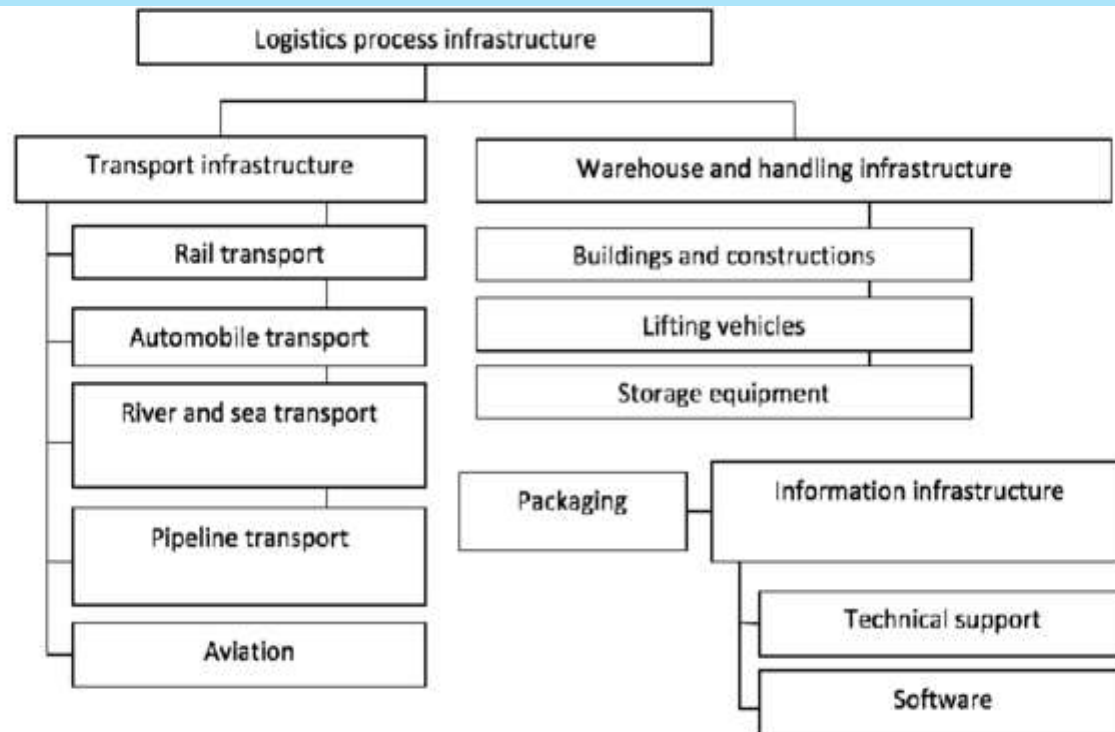 Logistics process infrastructure
Transport infrastructure
Rail transport
Automobile transport
River and sea transport
Pipeline transport
Aviation
Warehouse and handling infrastructure
Buildings and constructions
Lifting vehicles
Storage equipment
Packaging
Information infrastructure
Technical support
Software